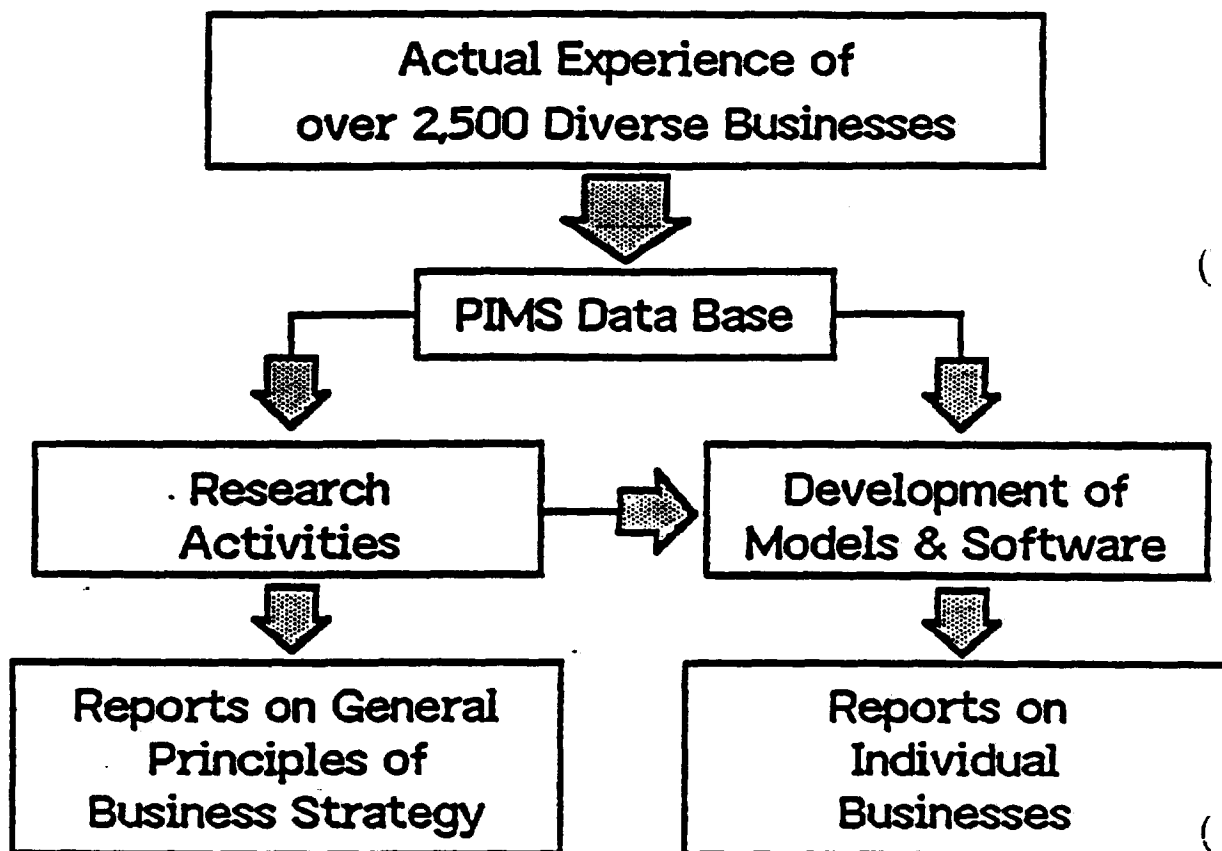 Actual Experience of
over 2,500 Diverse Businesses
PIMS Data Base
Research
Activities
Development of
Models & Software
Reports on General
Principles of
Business Strategy
Reports on
Individual
Businesses